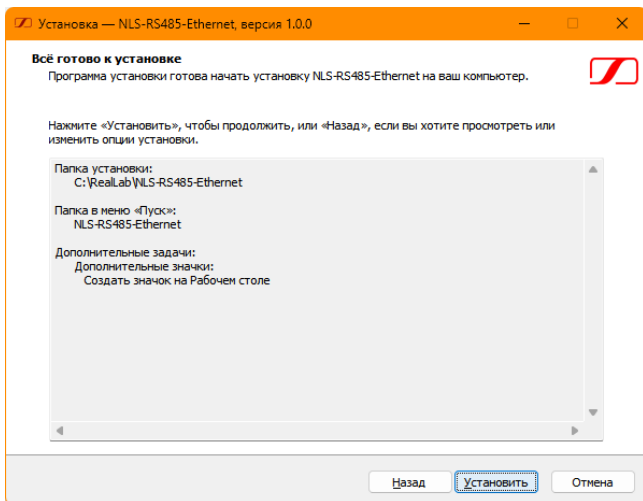 Установка — NLS-RS485-Ethernet, версия 1.0.0
Всё готово к установке
Программа установки готова начать установку NLS-RS485-Ethernet на ваш компьютер.
Нажмите «Установить», чтобы продолжить, или «Назад», если вы хотите просмотреть или
изменить опции установки.
Папка установки:
C:\RealLab\NLS-RS485-Ethernet
Папка в меню «Пуск»:
NLS-RS485-Ethernet
Дополнительные задачи:
Дополнительные значки:
Создать значок на Рабочем столе
Назад Установить Отмена